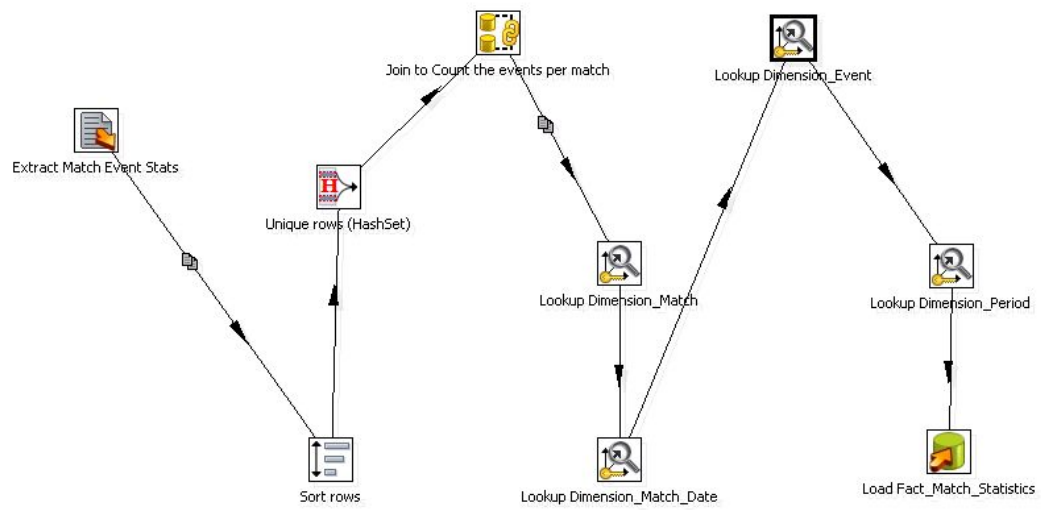 Extract Match Event Stats
Sort rows
H
Unique rows (HashSet)
Join to Count the events per match
Lookup Dimension_Match
Lookup Dimension_Match_Date
Lookup Dimension_Event
Lookup Dimension_Period
Load Fact_Match_Statistics